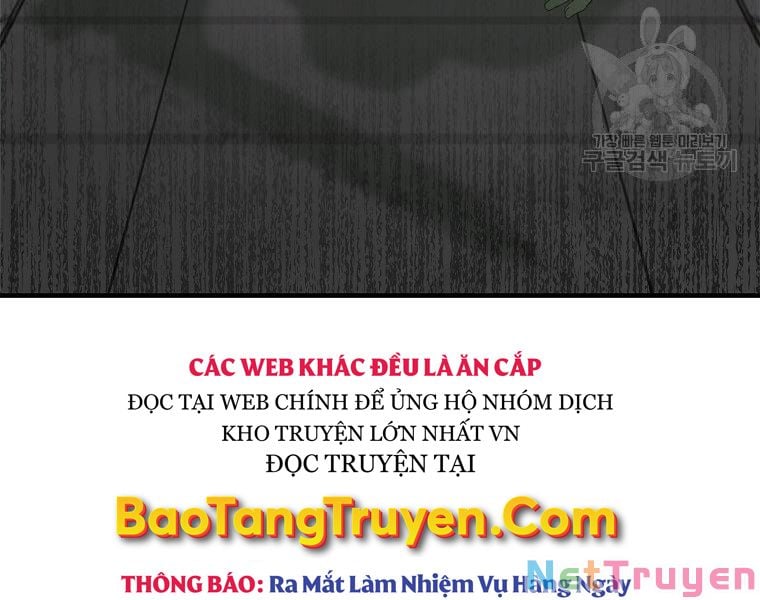 가장 빠른 웹툰 미리보기
구글검색 뉴토끼
CÁC WEB KHÁC ĐỀU LÀ ĂN CẮP
ĐỌC TẠI WEB CHÍNH ĐỂ ỦNG HỘ NHÓM DỊCH
KHO TRUYỆN LỚN NHẤT VN
ĐỌC TRUYỆN TẠI
BaoTangTruyen.Com
THÔNG BÁO: Ra Mắt Làm Nhiệm Vụ Hàng Ngày
NetTruyen